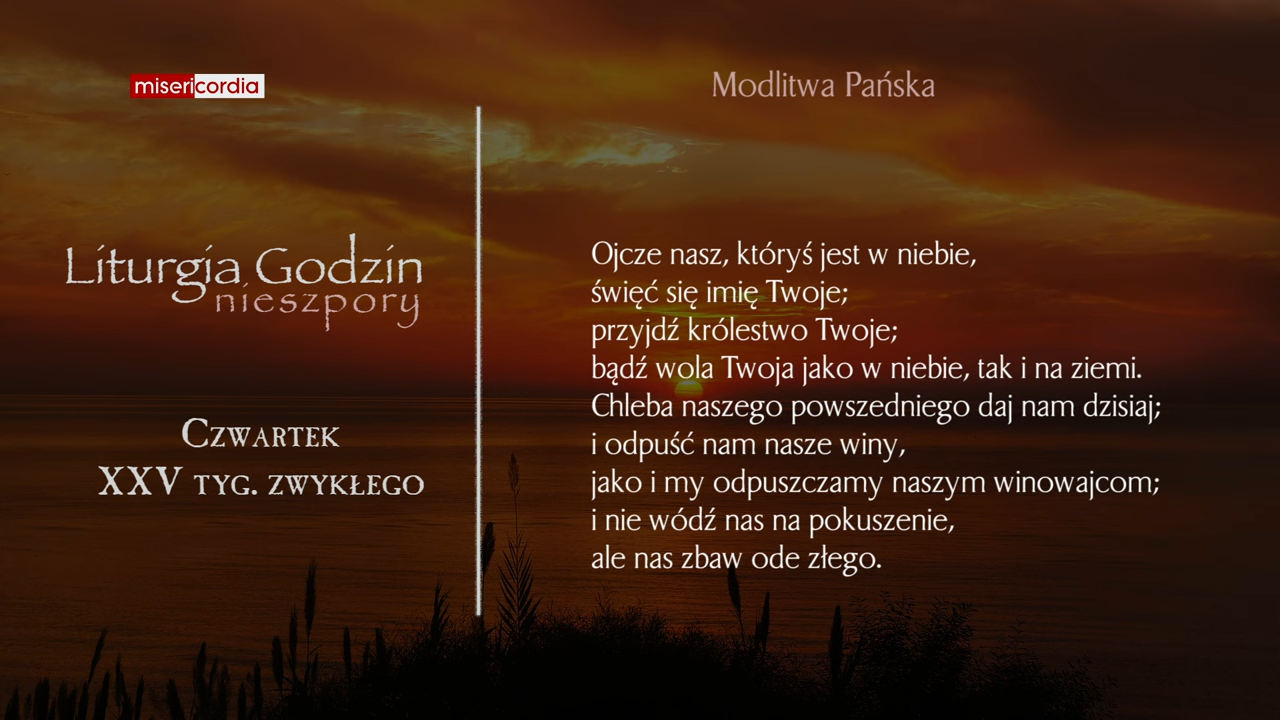 misericordia
Liturgia Godzin
nieszpory
Czwartek
XXV tyg. zwykłego
Modlitwa Pańska
Ojcze nasz, któryś jest w niebie,
święć się imię Twoje;
przyjdź królestwo Twoje;
bądź wola Twoja jako w niebie, tak i na ziemi.
Chleba naszego powszedniego daj nam dzisiaj;
i odpuść nam nasze winy,
jako i my odpuszczamy naszym winowajcom;
i nie wódź nas na pokuszenie,
ale nas zbaw ode złego.